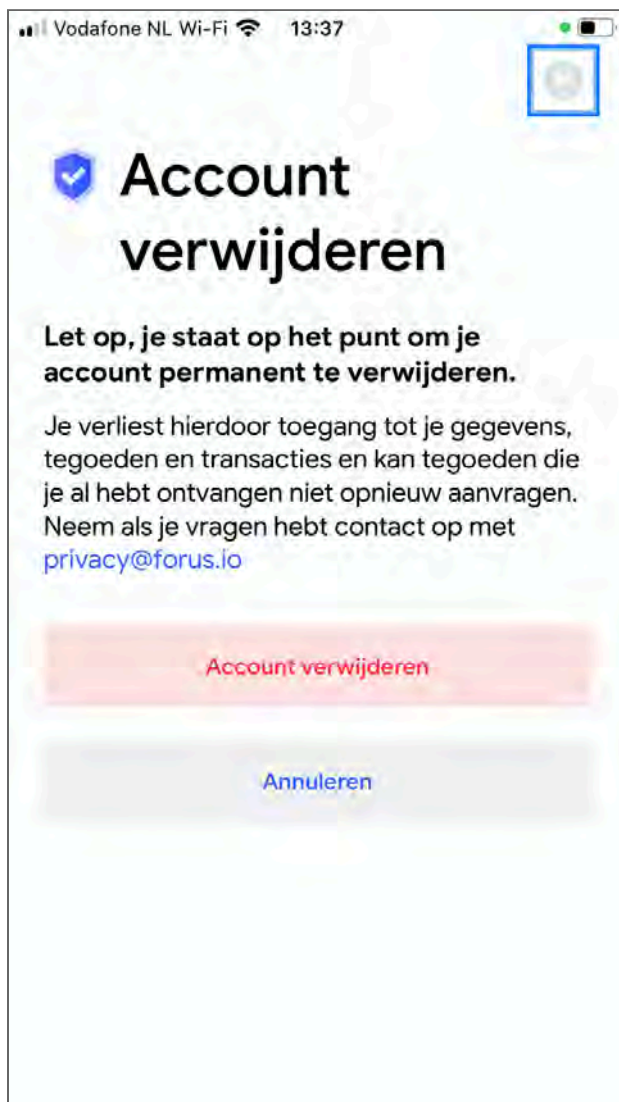 Vodafone NL Wi-Fi 13:37
Account
verwijderen
Let op, je staat op het punt om je
account permanent te verwijderen.
Je verliest hierdoor toegang tot je gegevens,
tegoeden en transacties en kan tegoeden die
je al hebt ontvangen niet opnieuw aanvragen.
Neem als je vragen hebt contact op met
privacy@forus.io
Account verwijderen
Annuleren